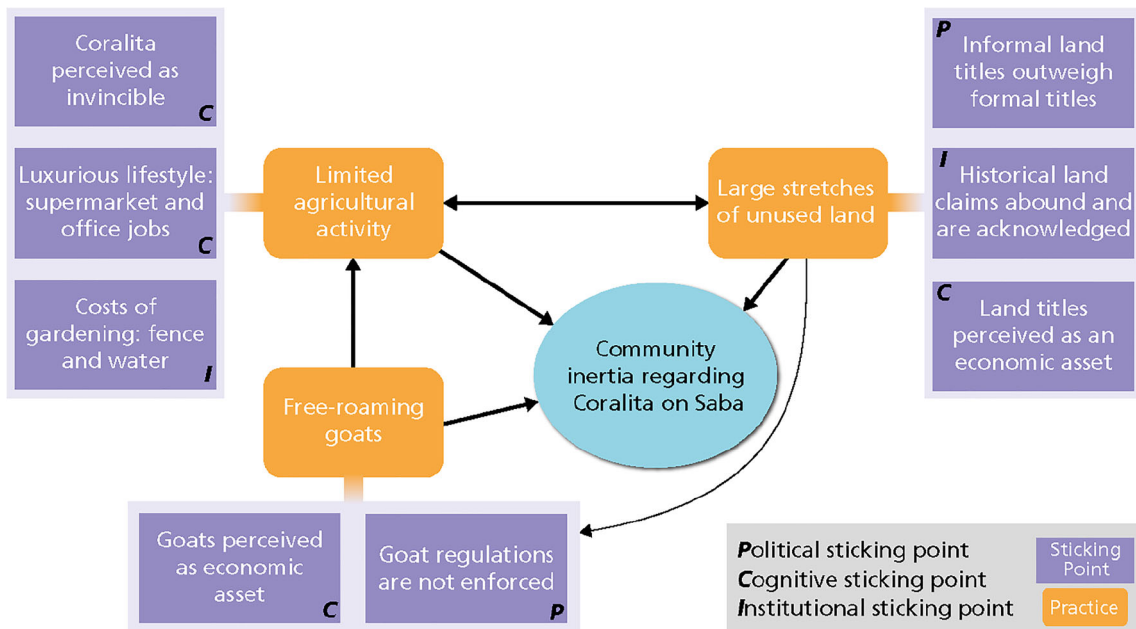 Coralita
perceived as
invincible
C
Luxurious lifestyle:
supermarket and
office jobs
C
Costs of
gardening: fence
and water
I
Limited
agricultural
activity
Large stretches
of unused land
P
Informal land
titles outweigh
formal titles
I
Historical land
claims abound and
are acknowledged
C
Land titles
perceived as an
economic asset
Free-roaming
goats
Community
inertia regarding
Coralita on Saba
Goats perceived
as economic
asset
C
Goat regulations
are not enforced
P
Political sticking point
Cognitive sticking point
Institutional sticking point
Sticking
Point
Practice